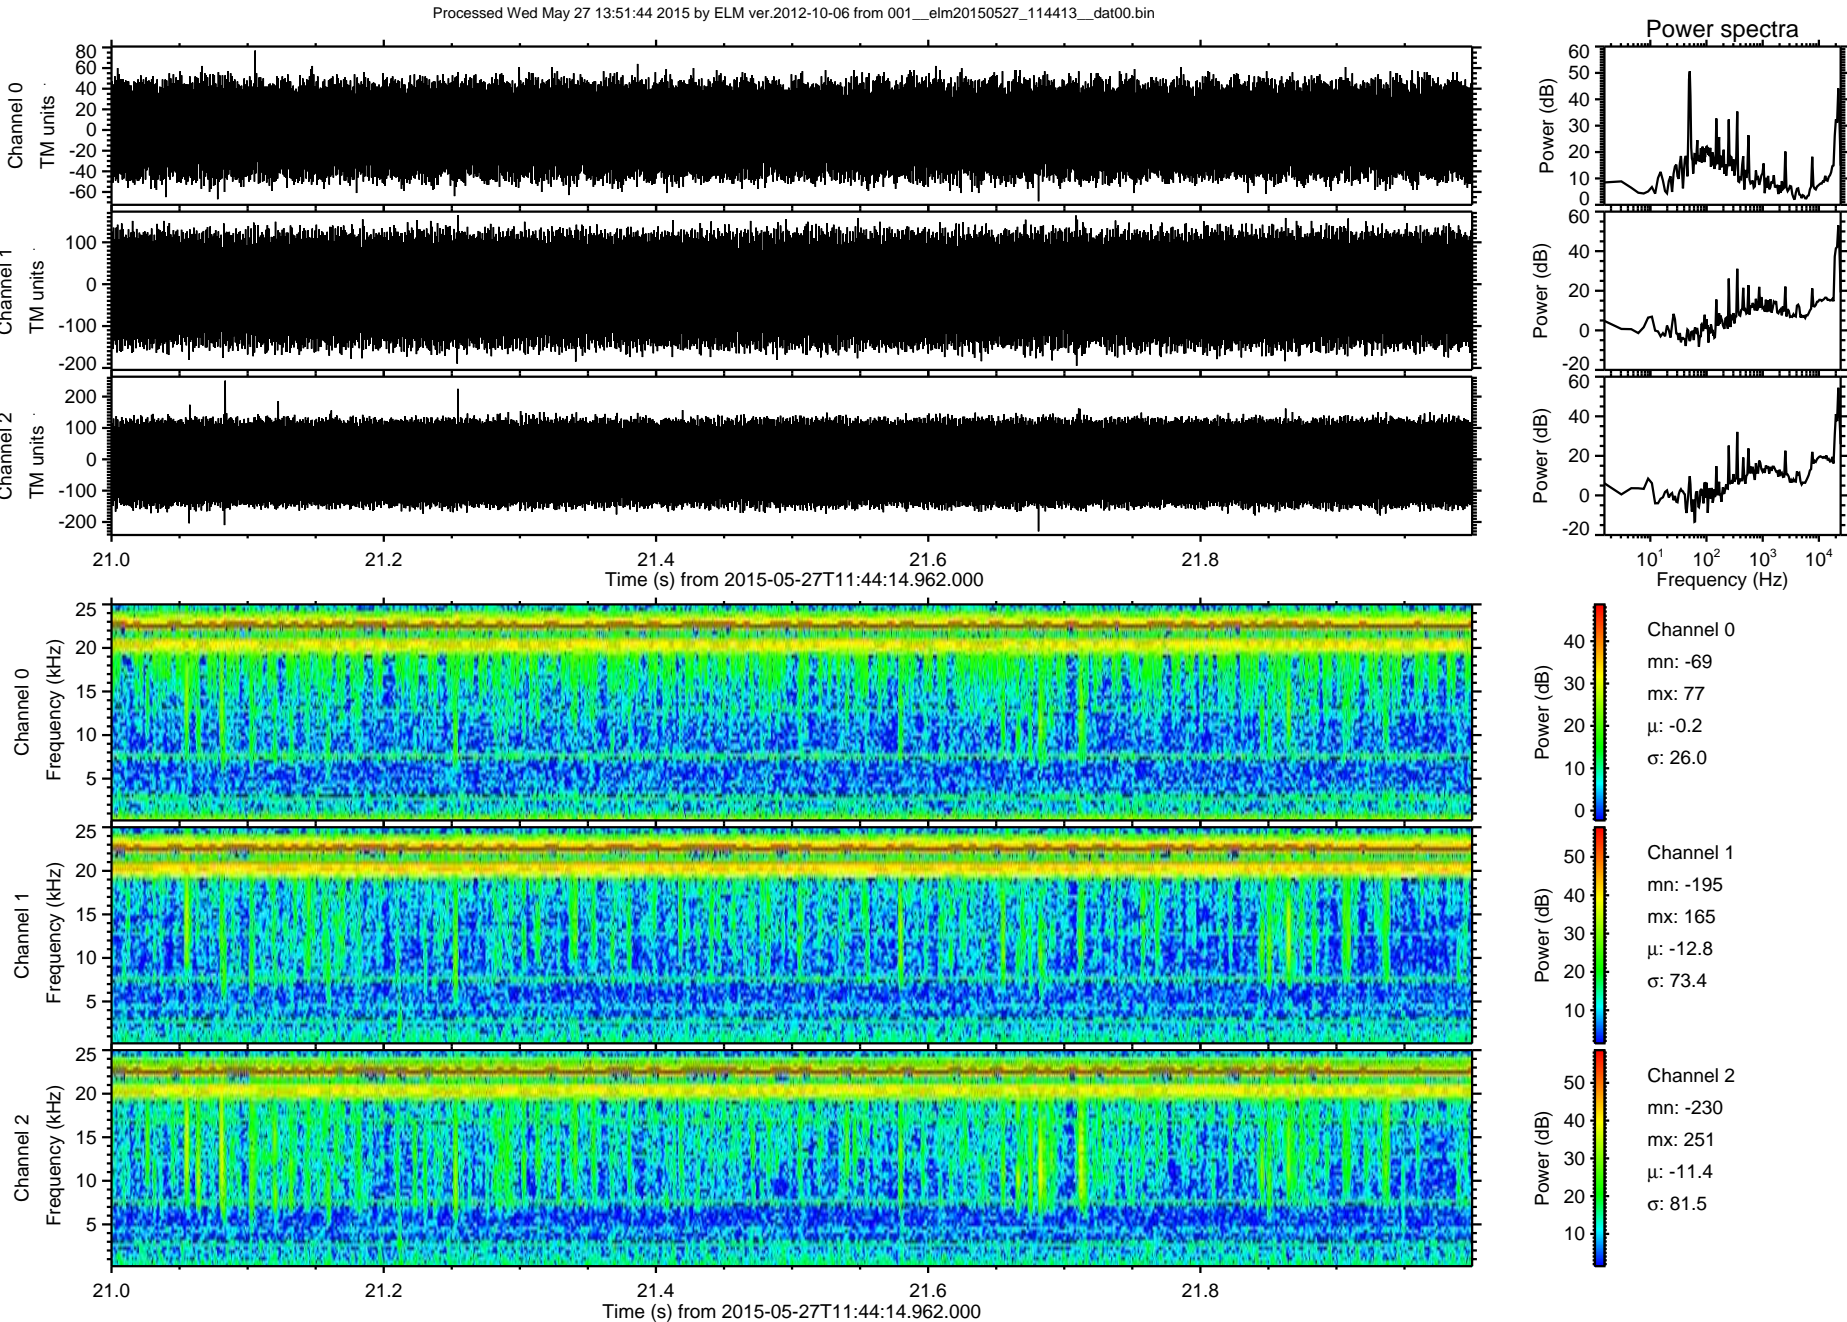 Processed Wed May 27 13:51:44 2015 by ELM ver.2012-10-06 from 001__elm20150527_114413__dat00.bin
Power spectra
Channel 0
TM units
80
60
40
20
0
-20
-40
-60
Power (dB)
60
50
40
30
20
10
0
Channel 1
TM units
100
0
-100
-200
Power (dB)
60
40
20
0
-20
Channel 2
TM units
200
100
0
-100
-200
Power (dB)
60
40
20
0
-20
21.0 21.2 21.4 21.6 21.8
Time (s) from 2015-05-27T11:44:14.962.000
10¹ 10² 10³ 10⁴
Frequency (Hz)
Channel 0
Frequency (kHz)
25
20
15
10
5
Power (dB)
40
30
20
10
0
Channel 0
mn: -69
mx: 77
μ: -0.2
σ: 26.0
Channel 1
Frequency (kHz)
25
20
15
10
5
Power (dB)
50
40
30
20
10
Channel 1
mn: -195
mx: 165
μ: -12.8
σ: 73.4
Channel 2
Frequency (kHz)
25
20
15
10
5
Power (dB)
50
40
30
20
10
Channel 2
mn: -230
mx: 251
μ: -11.4
σ: 81.5
21.0 21.2 21.4 21.6 21.8
Time (s) from 2015-05-27T11:44:14.962.000